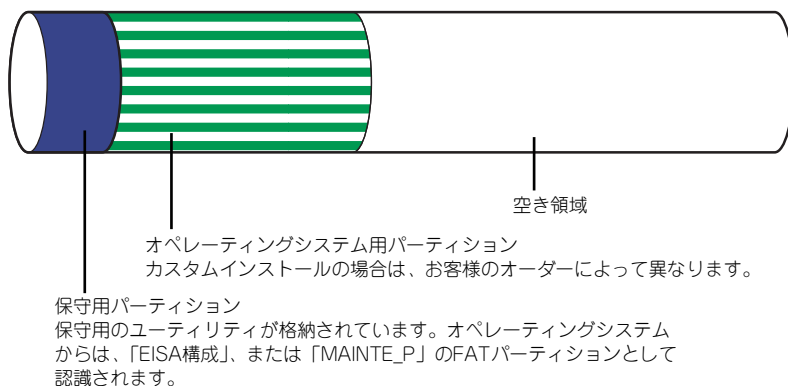 空き領域
オペレーティングシステム用パーティション
カスタムインストールの場合は、お客様のオーダーによって異なります。
保守用パーティション
保守用のユーティリティが格納されています。オペレーティングシステム
からは、「EISA構成」、または「MAINTE_P」のFATパーティションとして
認識されます。